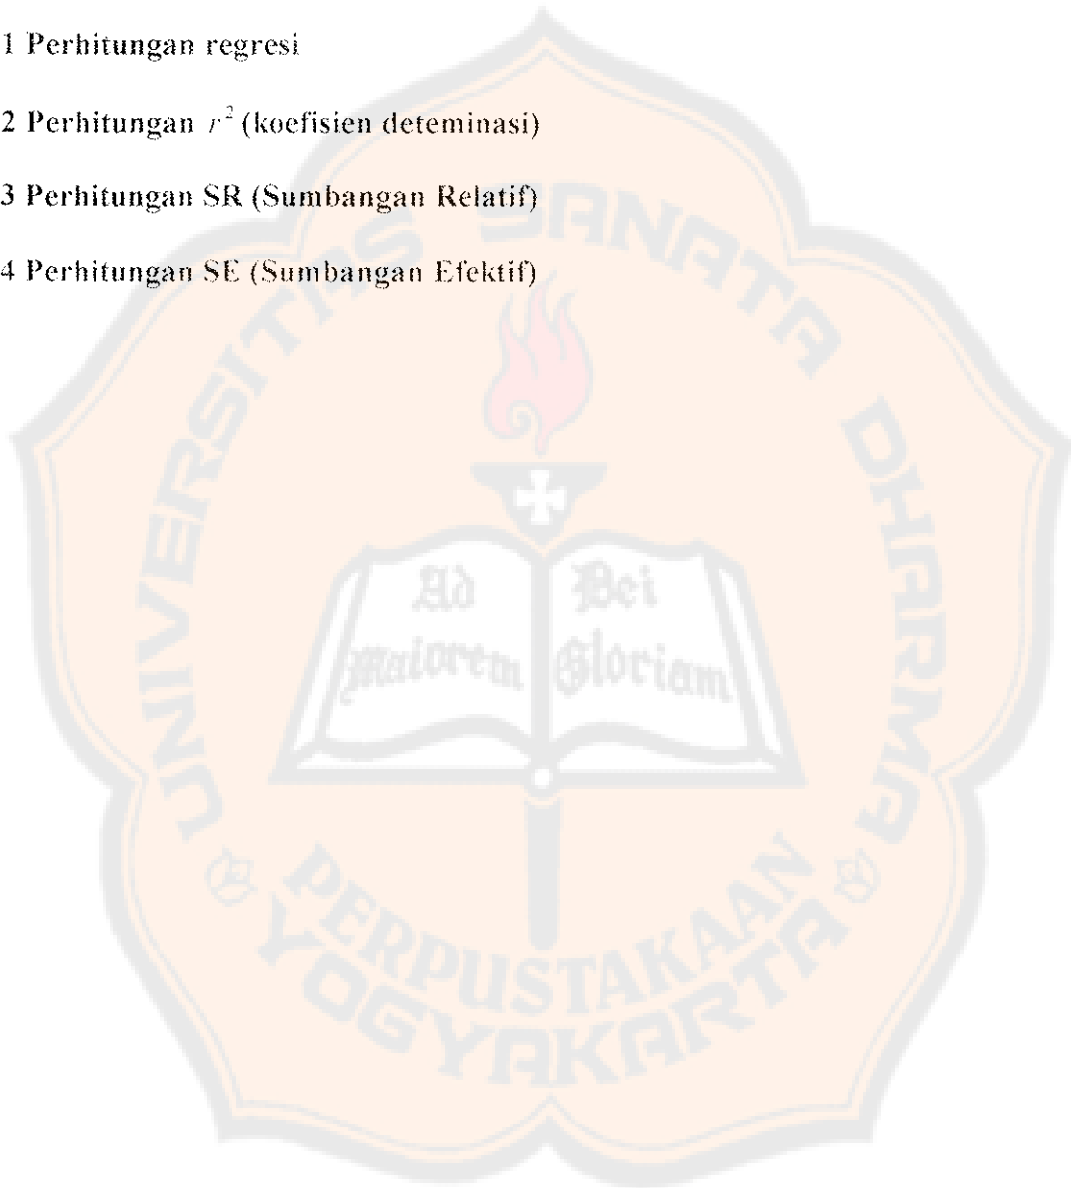 1 Perhitungan regresi
2 Perhitungan r² (koefisien deteminasi)
3 Perhitungan SR (Sumbangan Relatif)
4 Perhitungan SE (Sumbangan Efektif)
UNIVERSITAS SANATA DHARMA
Ad Dei
maiorem Gloriam
PERPUSTAKAAN
YOGYAKARTA